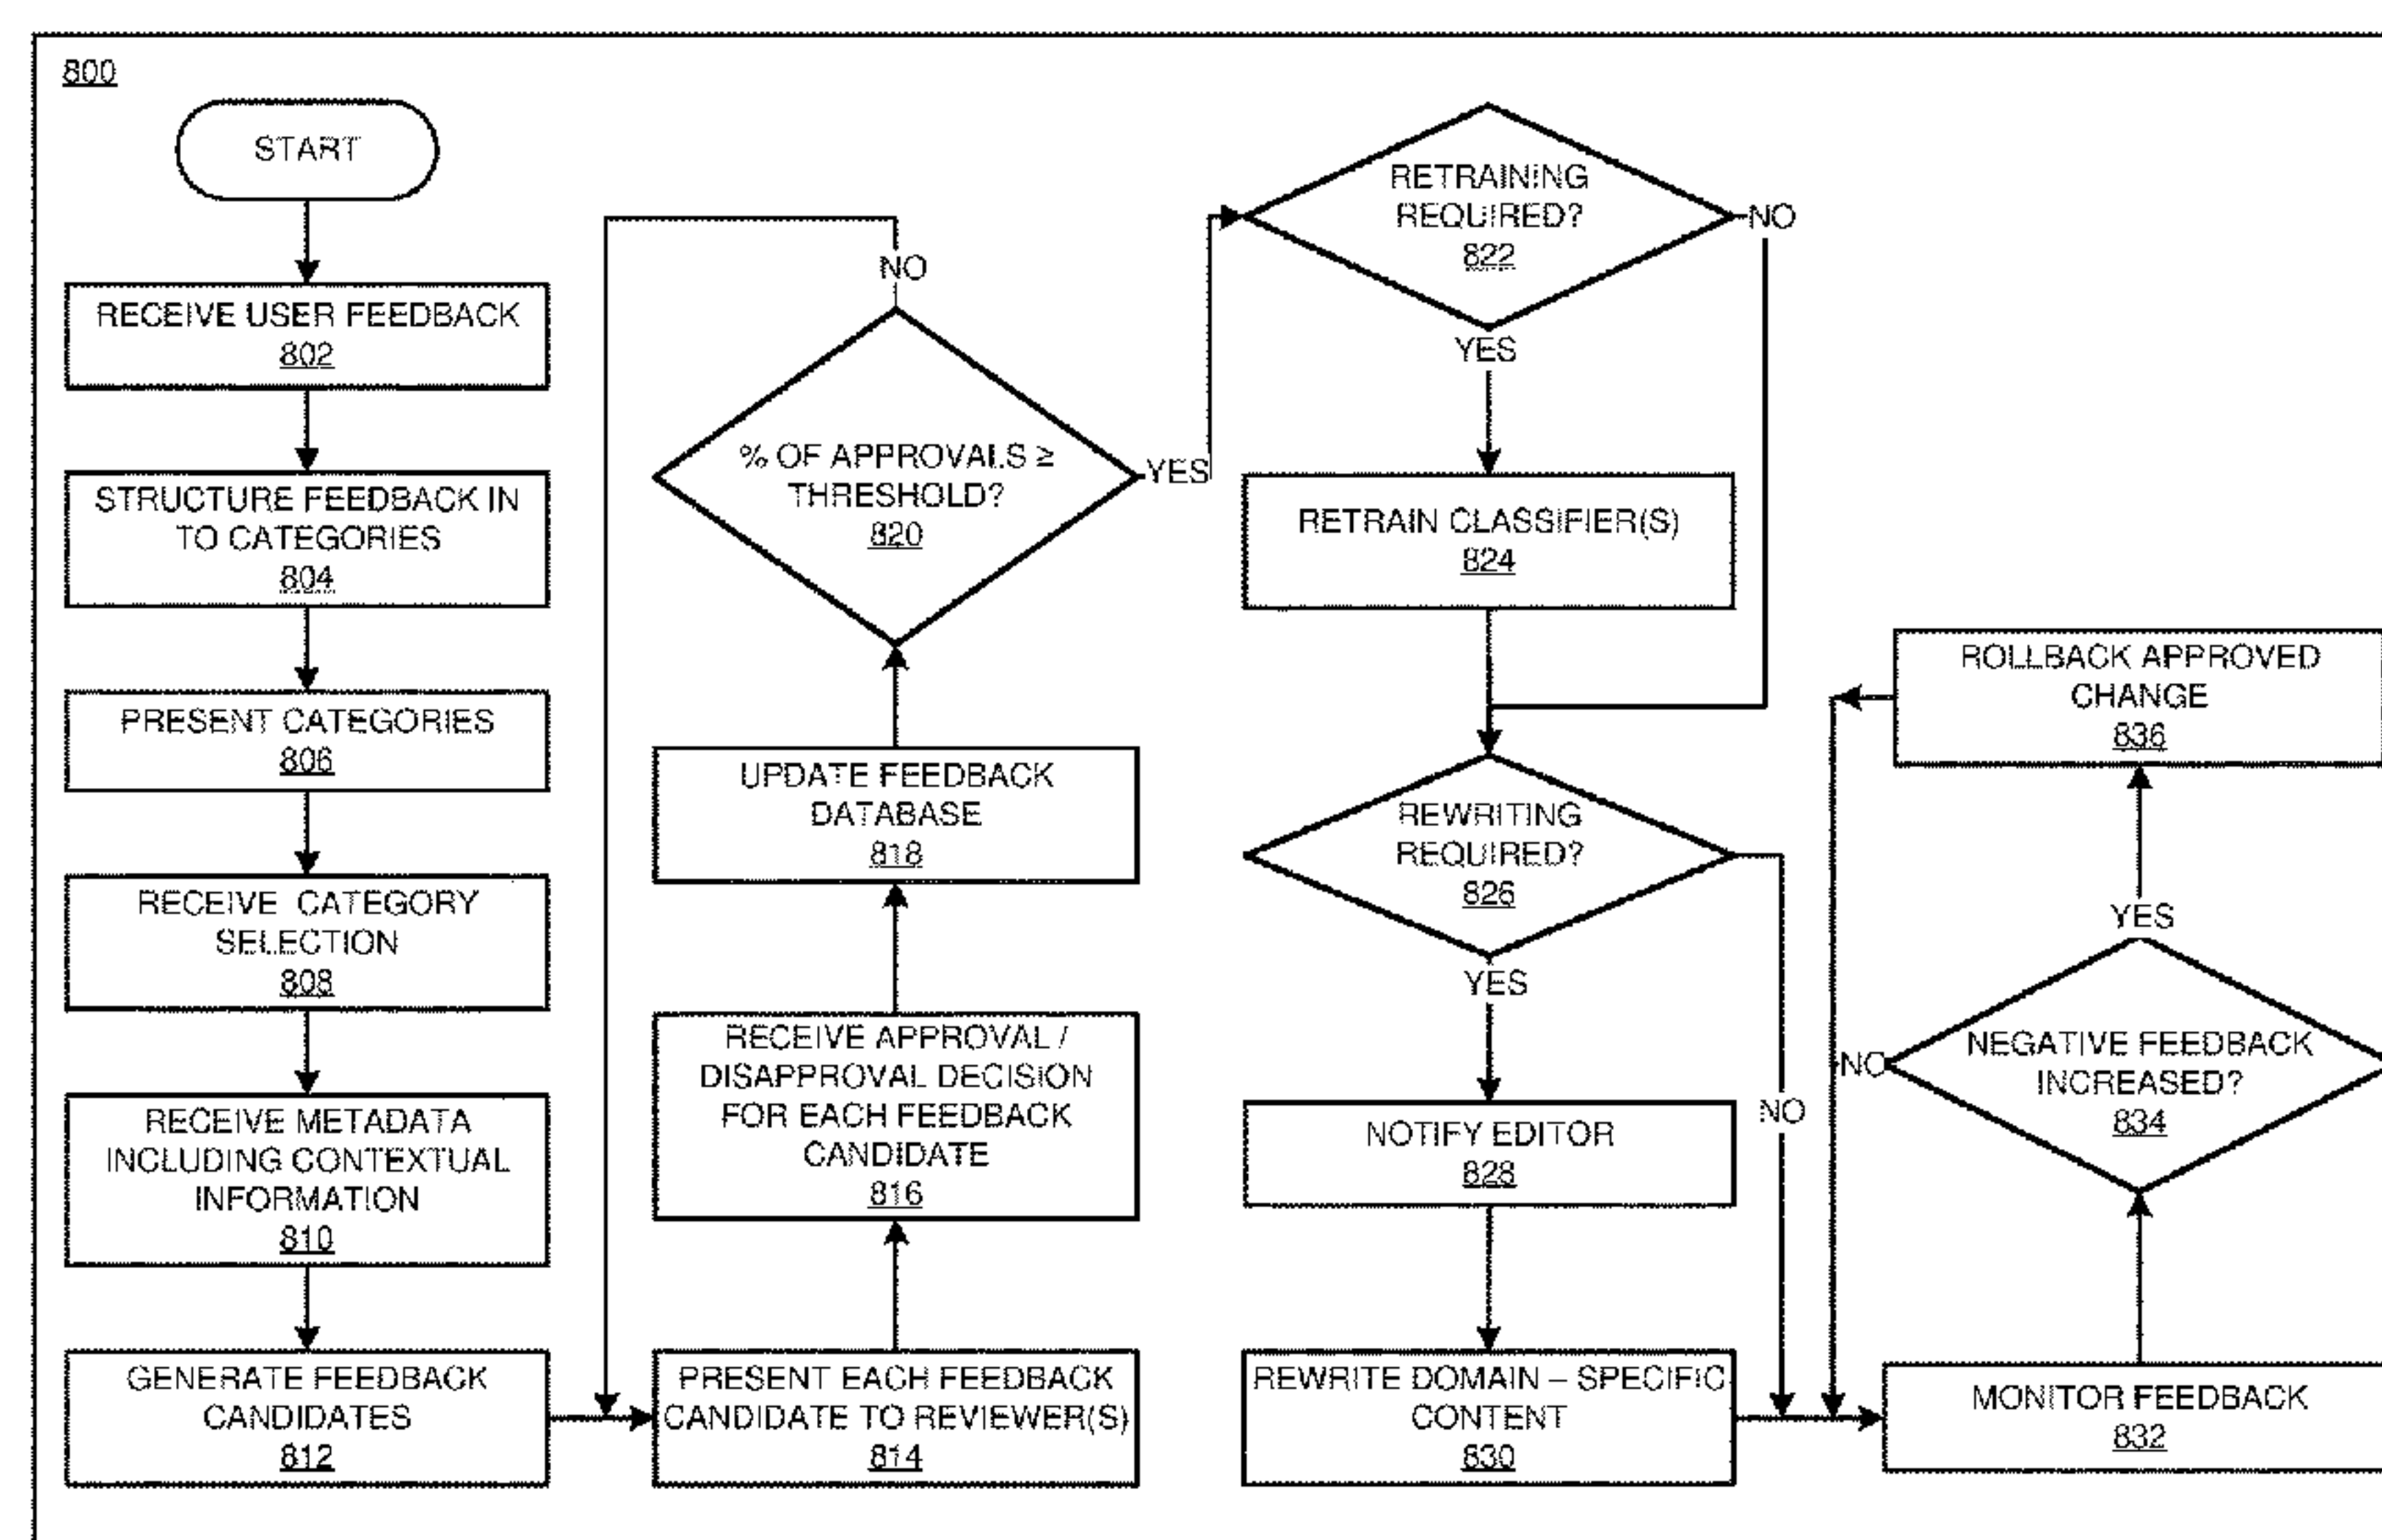 800
START
RECEIVE USER FEEDBACK
802
STRUCTURE FEEDBACK IN
TO CATEGORIES
804
PRESENT CATEGORIES
806
RECEIVE CATEGORY
SELECTION
808
RECEIVE METADATA
INCLUDING CONTEXTUAL
INFORMATION
810
GENERATE FEEDBACK
CANDIDATES
812
PRESENT EACH FEEDBACK
CANDIDATE TO REVIEWER(S)
814
RECEIVE APPROVAL /
DISAPPROVAL DECISION
FOR EACH FEEDBACK
CANDIDATE
816
UPDATE FEEDBACK
DATABASE
818
% OF APPROVALS ≥
THRESHOLD?
820
NO
YES
RETRAINING
REQUIRED?
822
NO
YES
RETRAIN CLASSIFIER(S)
824
REWRITING
REQUIRED?
826
YES
NO
NOTIFY EDITOR
828
REWRITE DOMAIN – SPECIFIC
CONTENT
830
MONITOR FEEDBACK
832
NEGATIVE FEEDBACK
INCREASED?
834
NO
YES
ROLLBACK APPROVED
CHANGE
836